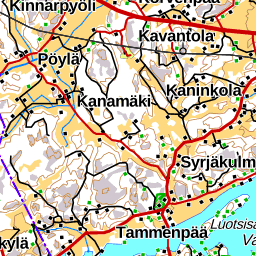 Kinnarpyöli
Kavantola
Pöylä
Kanamäki
Kaninkola
Syrjäkulm
Luotsisa
Tammenpää
kylä